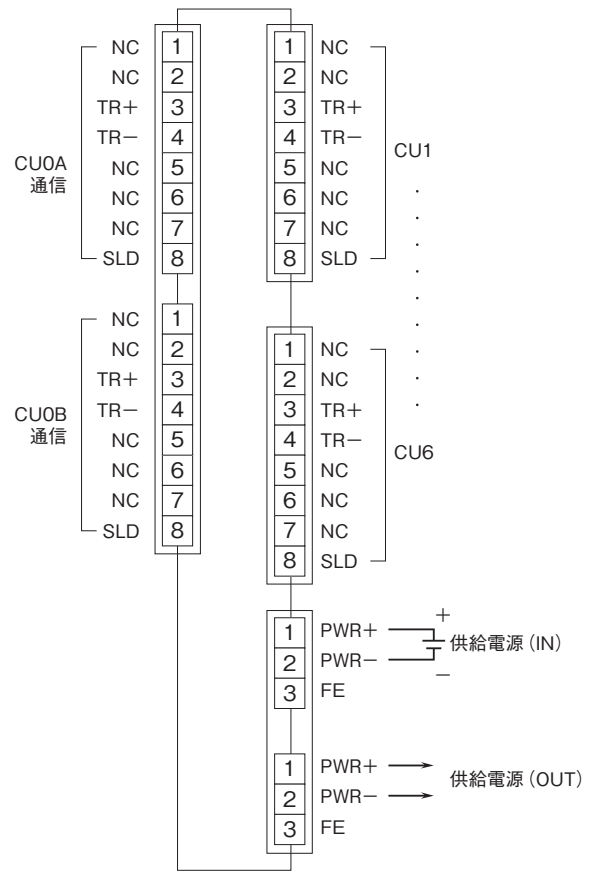 CU0A
通信
NC 1
NC 2
TR+ 3
TR− 4
NC 5
NC 6
NC 7
SLD 8
CU0B
通信
NC 1
NC 2
TR+ 3
TR− 4
NC 5
NC 6
NC 7
SLD 8
1 NC
2 NC
3 TR+
4 TR−
5 NC
6 NC
7 NC
8 SLD
CU1
1 NC
2 NC
3 TR+
4 TR−
5 NC
6 NC
7 NC
8 SLD
CU6
1 PWR+
2 PWR−
3 FE
+
供給電源(IN)
−
1 PWR+
2 PWR−
3 FE
供給電源(OUT)